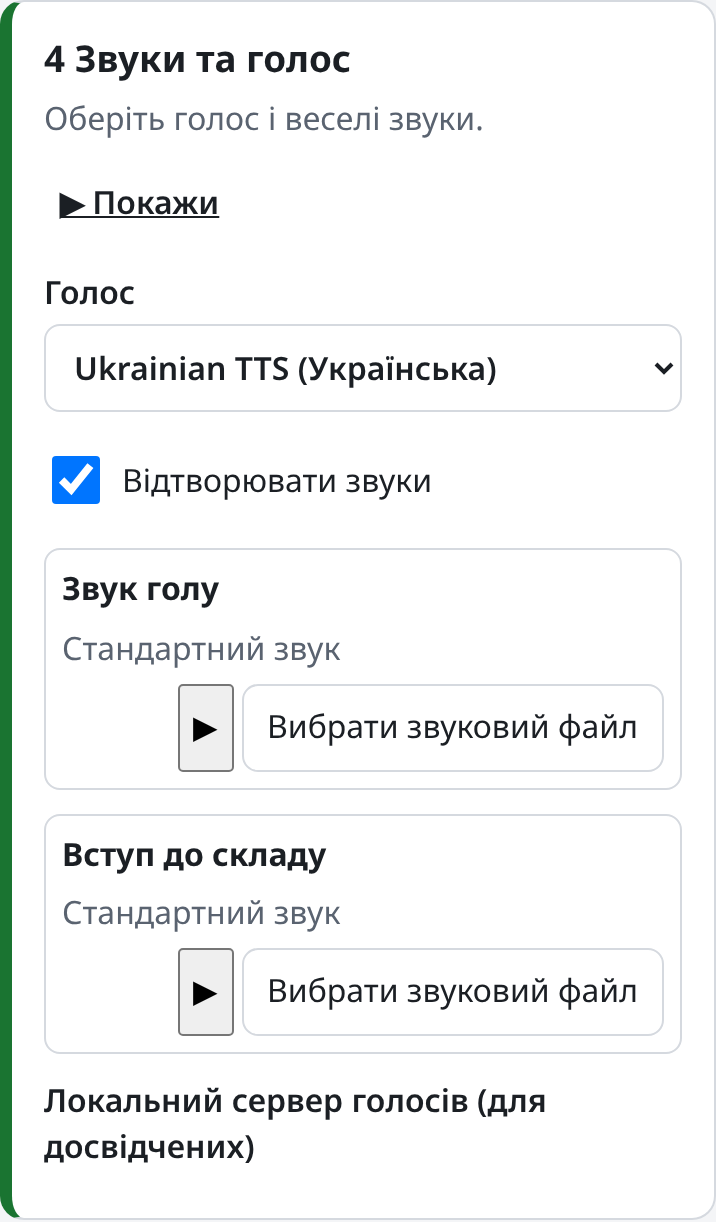 4 Звуки та голос
Оберіть голос і веселі звуки.
▶ Покажи
Голос
Ukrainian TTS (Українська)
Відтворювати звуки
Звук голу
Стандартний звук
▶ Вибрати звуковий файл
Вступ до складу
Стандартний звук
▶ Вибрати звуковий файл
Локальний сервер голосів (для
досвідчених)